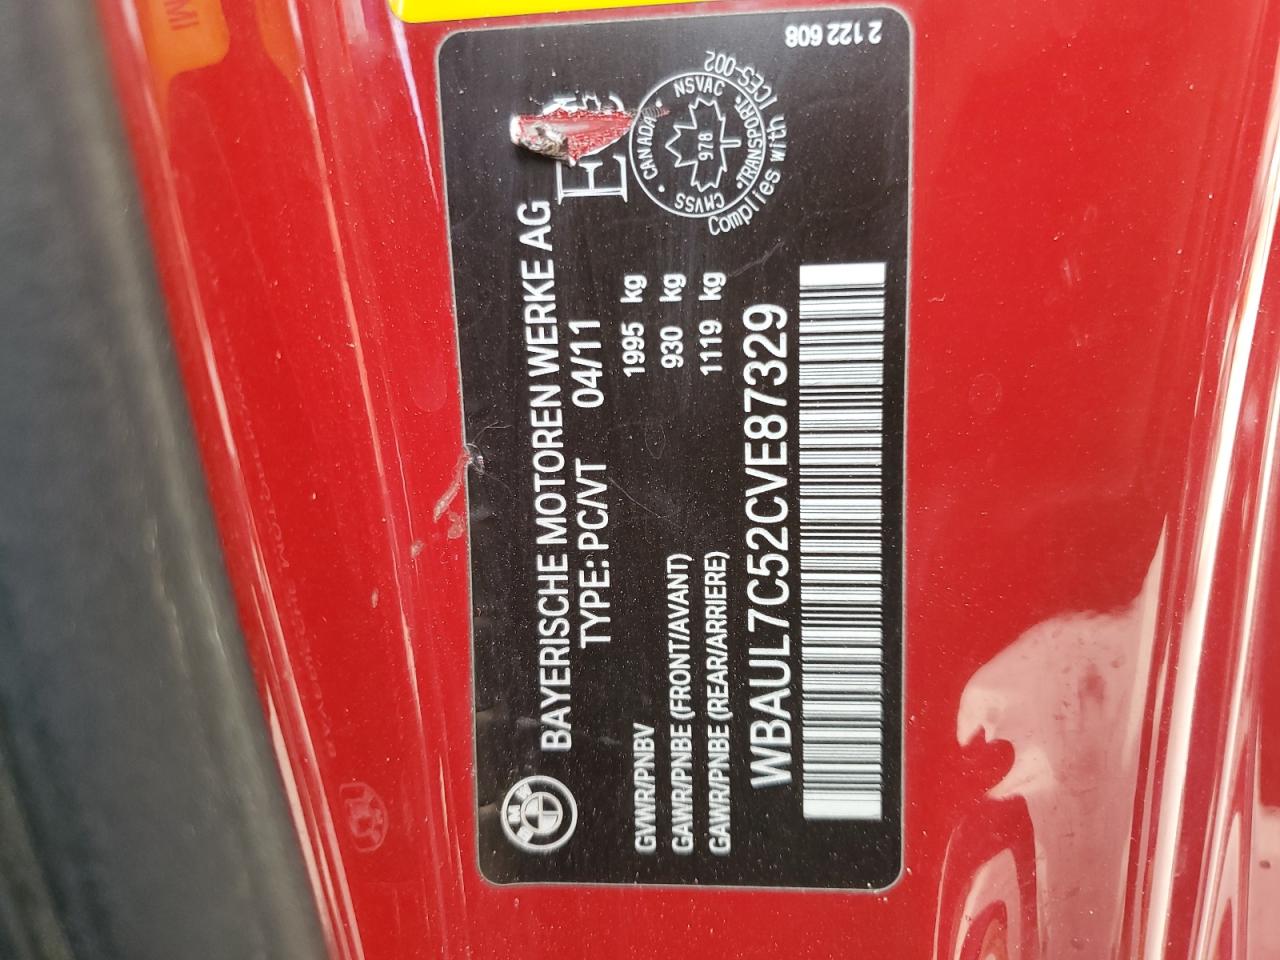 BMW
BAYERISCHE MOTOREN WERKE AG
TYPE: PC/VT 04/11
GVWR/PNBV 1995 kg
GAWR/PNBE (FRONT/AVANT) 930 kg
GAWR/PNBE (REAR/ARRIERE) 1119 kg
WBAUL7C52CVE87329
CANADA
NSVAC
TRANSPORT
CMVSS
978
Complies with ICES-002
2 122 608